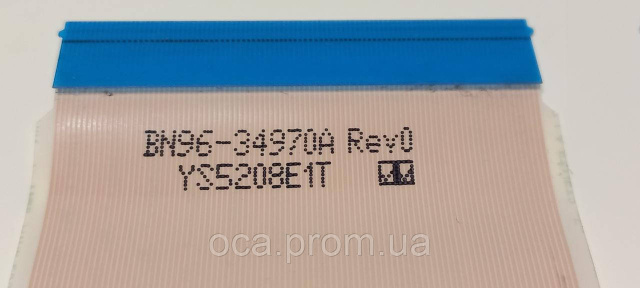 BN96-34970A Rev0
YS5208E1T
oca.prom.ua